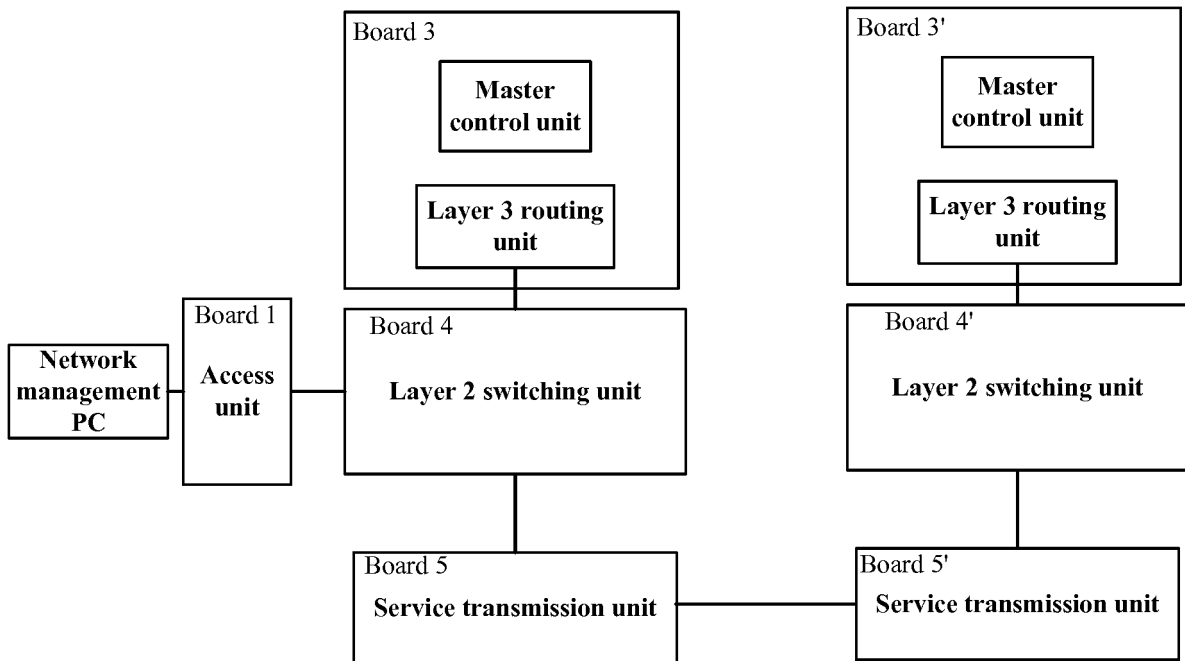 Board 3
Master
control unit
Layer 3 routing
unit
Board 3'
Master
control unit
Layer 3 routing
unit
Network
management
PC
Board 1
Access
unit
Board 4
Layer 2 switching unit
Board 4'
Layer 2 switching unit
Board 5
Service transmission unit
Board 5'
Service transmission unit